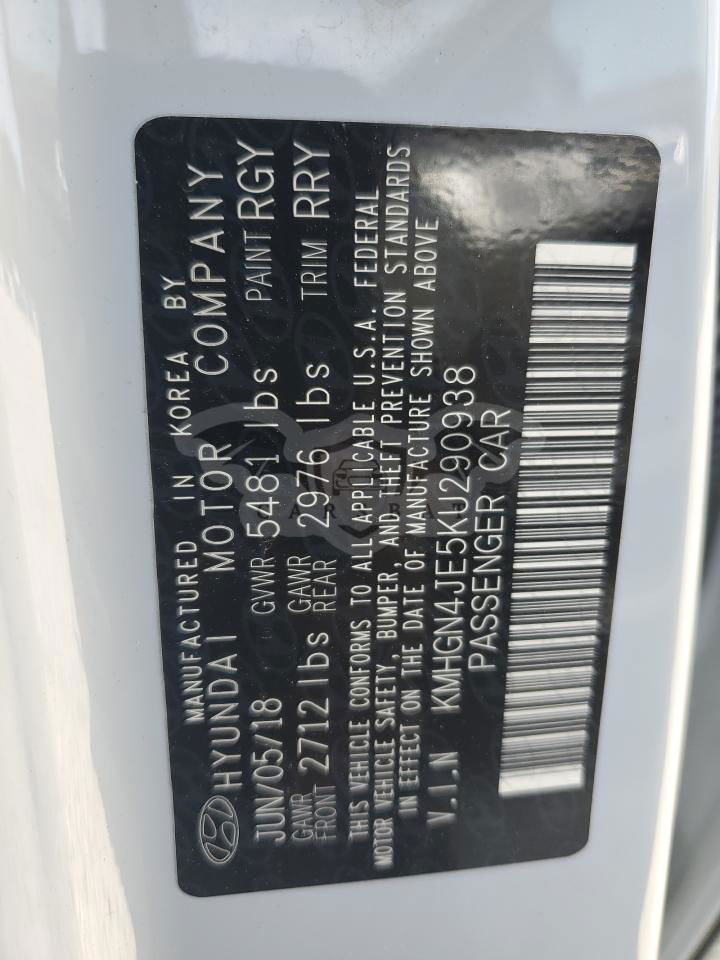 MANUFACTURED IN KOREA BY
HYUNDAI MOTOR COMPANY
JUN/05/18 GVWR 5481 lbs PAINT RGY
GAWR FRONT 2712 lbs GAWR REAR 2976 lbs TRIM RRY
THIS VEHICLE CONFORMS TO ALL APPLICABLE U.S.A. FEDERAL
MOTOR VEHICLE SAFETY, BUMPER, AND THEFT PREVENTION STANDARDS
IN EFFECT ON THE DATE OF MANUFACTURE SHOWN ABOVE
V.I.N KMHGN4JE5KU290938
PASSENGER CAR